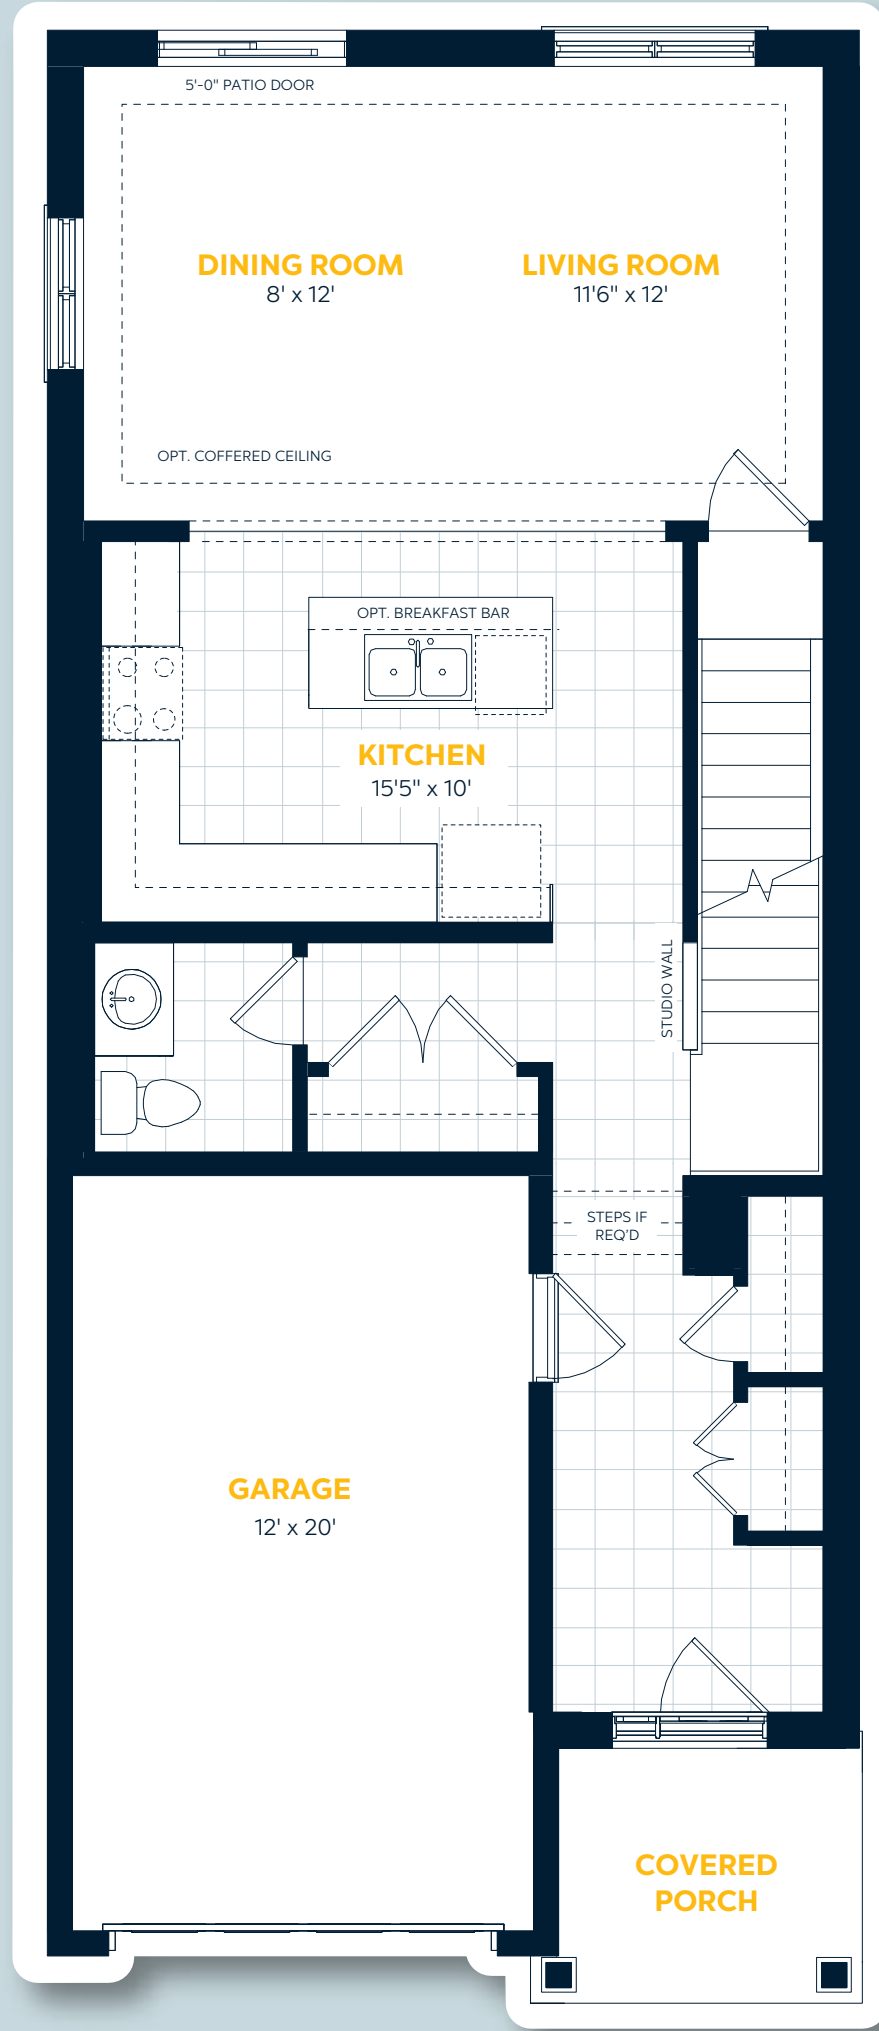 5'-0" PATIO DOOR
DINING ROOM
8' x 12'
LIVING ROOM
11'6" x 12'
OPT. COFFERED CEILING
OPT. BREAKFAST BAR
KITCHEN
15'5" x 10'
STUDIO WALL
STEPS IF
REQ'D
GARAGE
12' x 20'
COVERED
PORCH